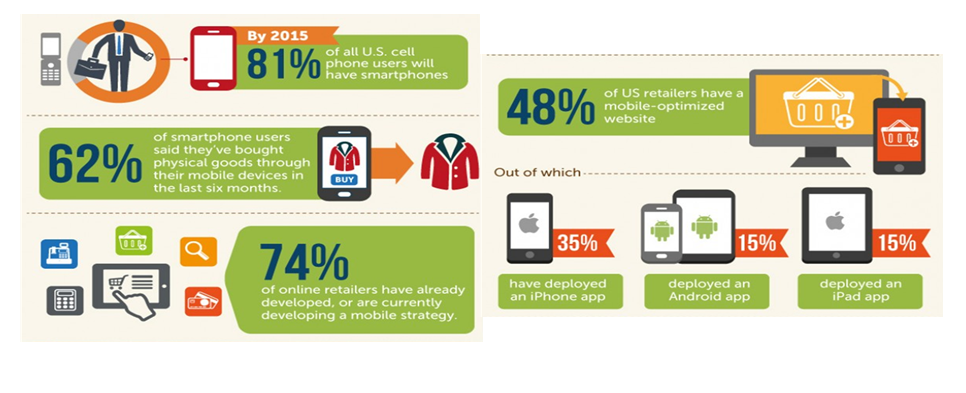 By 2015
81% of all U.S. cell
phone users will
have smartphones
62% of smartphone users
said they've bought
physical goods through
their mobile devices in
the last six months.
BUY
74%
of online retailers have already
developed, or are currently
developing a mobile strategy.
48% of US retailers have a
mobile-optimized
website
Out of which
35%
have deployed
an iPhone app
15%
deployed an
Android app
15%
deployed an
iPad app